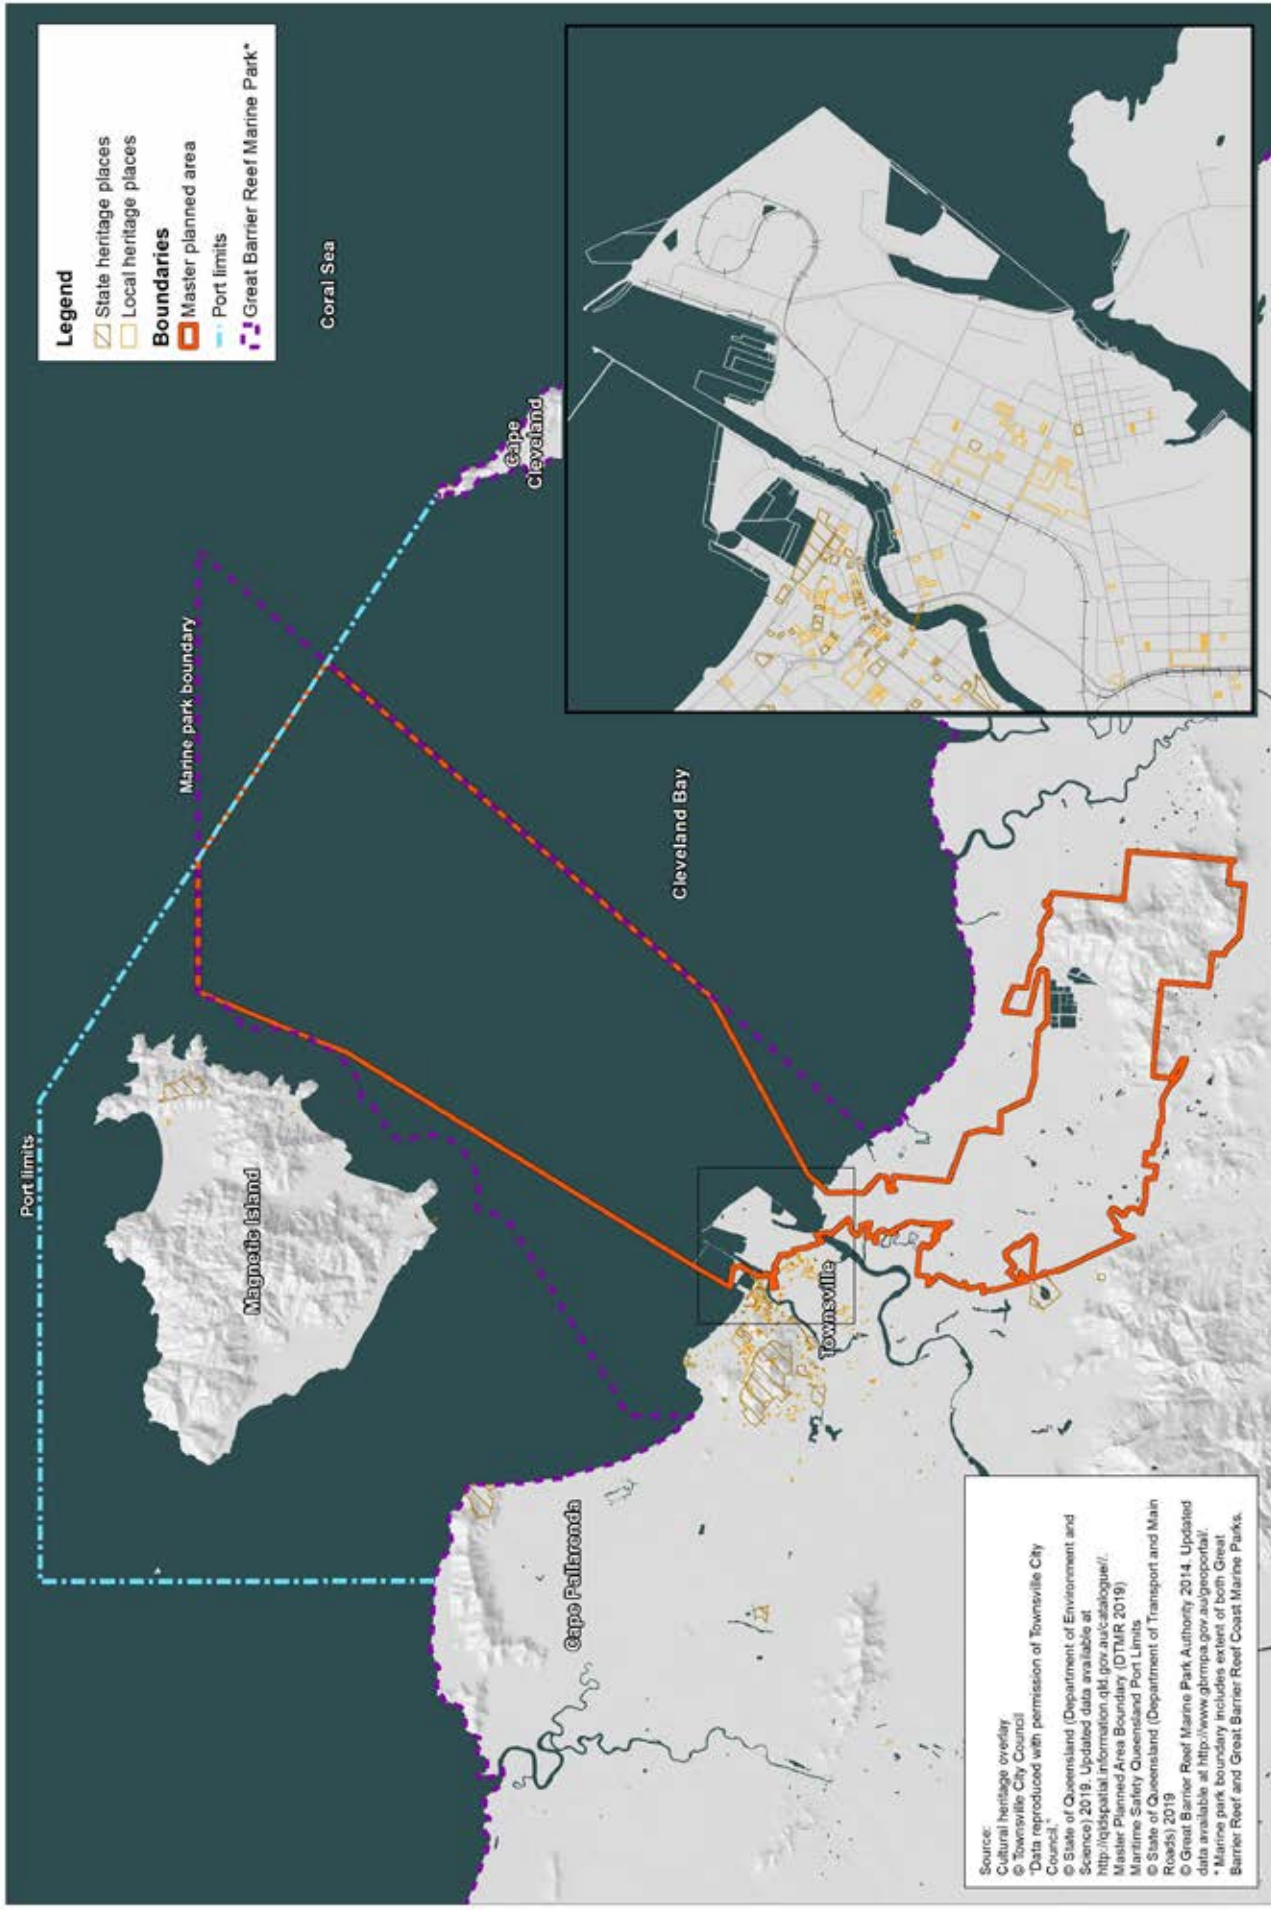 Legend
State heritage places
Local heritage places
Boundaries
Master planned area
Port limits
Great Barrier Reef Marine Park*
Port limits
Marine park boundary
Coral Sea
Magnetic Island
Cape
Cleveland
Cleveland Bay
Cape Pallarenda
Townsville
Source:
Cultural heritage overlay
© Townsville City Council
"Data reproduced with permission of Townsville City
Council."
© State of Queensland (Department of Environment and
Science) 2019. Updated data available at
http://qldspatial.information.qld.gov.au/catalogue//.
Master Planned Area Boundary (DTMR 2019)
Maritime Safety Queensland Port Limits
© State of Queensland (Department of Transport and Main
Roads) 2019
© Great Barrier Reef Marine Park Authority 2014. Updated
data available at http://www.gbrmpa.gov.au/geoportal/.
* Marine park boundary includes extent of both Great
Barrier Reef and Great Barrier Reef Coast Marine Parks.